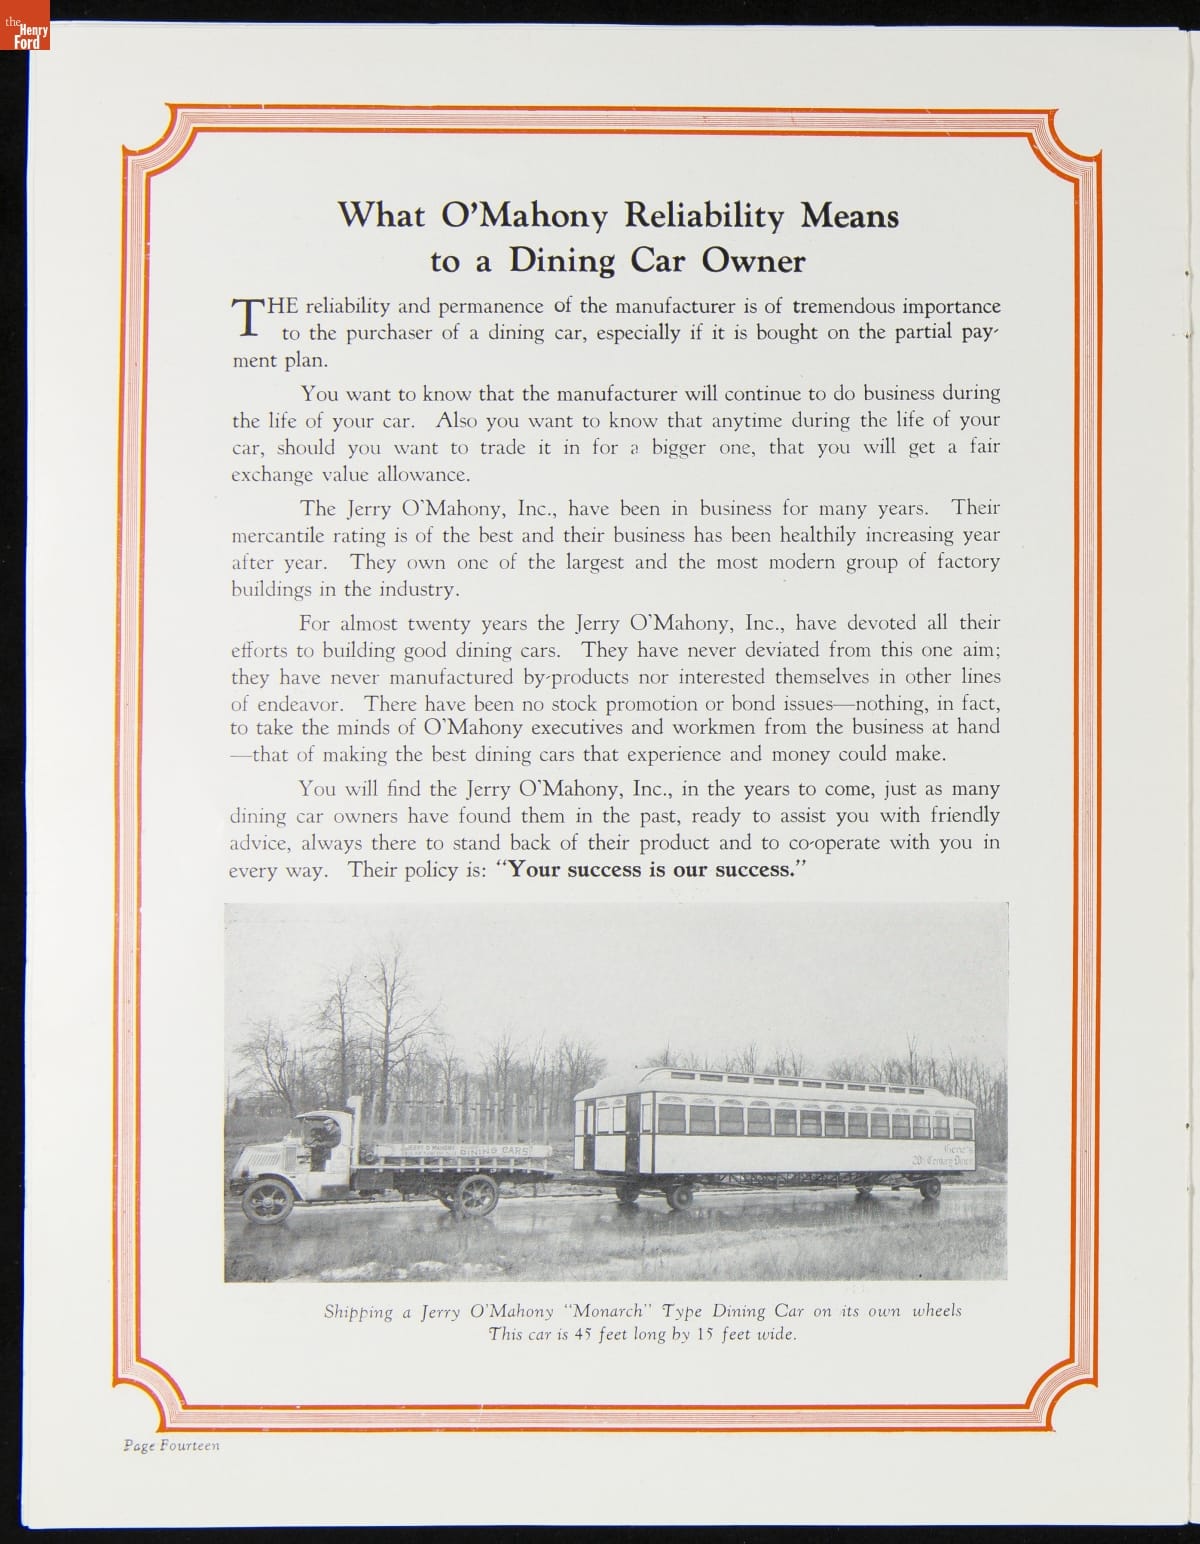 the
Henry
Ford
What O'Mahony Reliability Means
to a Dining Car Owner
THE reliability and permanence of the manufacturer is of tremendous importance
to the purchaser of a dining car, especially if it is bought on the partial pay-
ment plan.
You want to know that the manufacturer will continue to do business during
the life of your car. Also you want to know that anytime during the life of your
car, should you want to trade it in for a bigger one, that you will get a fair
exchange value allowance.
The Jerry O'Mahony, Inc., have been in business for many years. Their
mercantile rating is of the best and their business has been healthily increasing year
after year. They own one of the largest and the most modern group of factory
buildings in the industry.
For almost twenty years the Jerry O'Mahony, Inc., have devoted all their
efforts to building good dining cars. They have never deviated from this one aim;
they have never manufactured by-products nor interested themselves in other lines
of endeavor. There have been no stock promotion or bond issues—nothing, in fact,
to take the minds of O'Mahony executives and workmen from the business at hand
—that of making the best dining cars that experience and money could make.
You will find the Jerry O'Mahony, Inc., in the years to come, just as many
dining car owners have found them in the past, ready to assist you with friendly
advice, always there to stand back of their product and to co-operate with you in
every way. Their policy is: "Your success is our success."
JERRY O'MAHONY
DINING CARS
Gene's
20th Century Diner
Shipping a Jerry O'Mahony "Monarch" Type Dining Car on its own wheels
This car is 45 feet long by 15 feet wide.
Page Fourteen